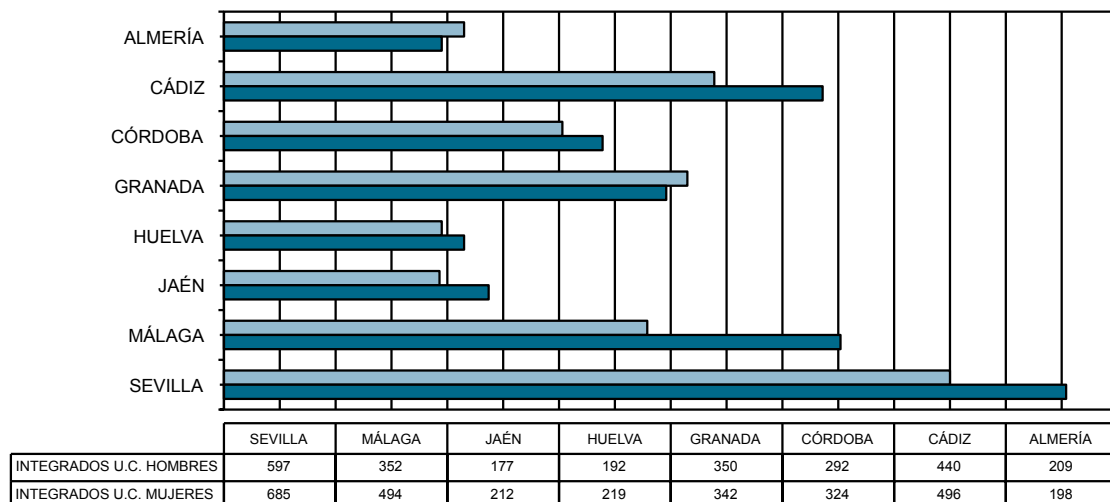 ALMERÍA
CÁDIZ
CÓRDOBA
GRANADA
HUELVA
JAÉN
MÁLAGA
SEVILLA
SEVILLA MÁLAGA JAÉN HUELVA GRANADA CÓRDOBA CÁDIZ ALMERÍA
INTEGRADOS U.C. HOMBRES 597 352 177 192 350 292 440 209
INTEGRADOS U.C. MUJERES 685 494 212 219 342 324 496 198